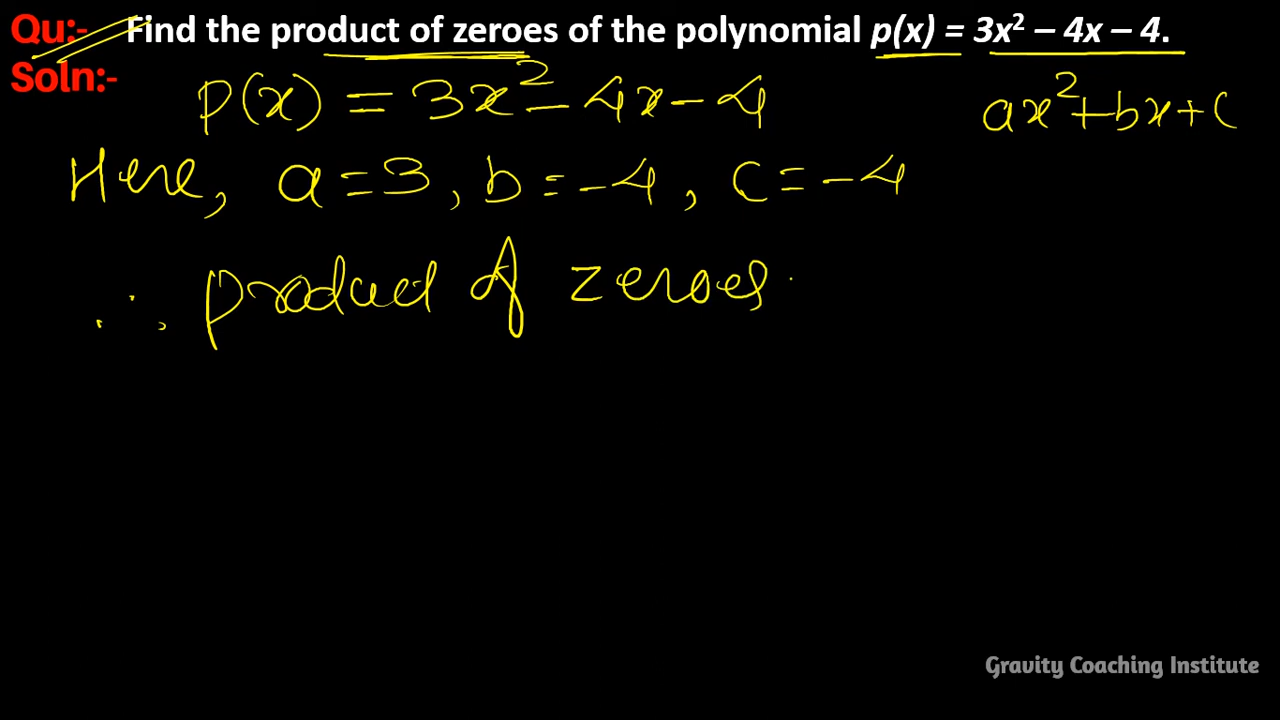 Qu:- Find the product of zeroes of the polynomial p(x) = 3x² – 4x – 4.
Soln:-
p(x) = 3x² - 4x - 4
ax² + bx + c
Here, a = 3, b = -4, c = -4
∴ product of zeroes
Gravity Coaching Institute